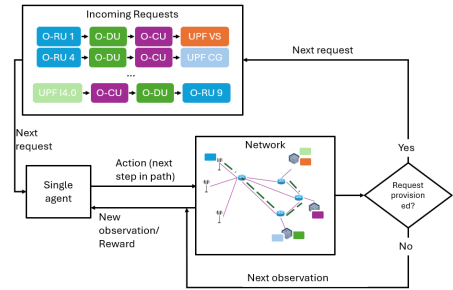 Incoming Requests
O-RU 1 O-DU O-CU UPF VS
O-RU 4 O-DU O-CU UPF CG
...
UPF I4.0 O-CU O-DU O-RU 9
Next request
Next
request
Single
agent
Action (next
step in path)
New
observation/
Reward
Network
Yes
Request
provision
ed?
No
Next observation